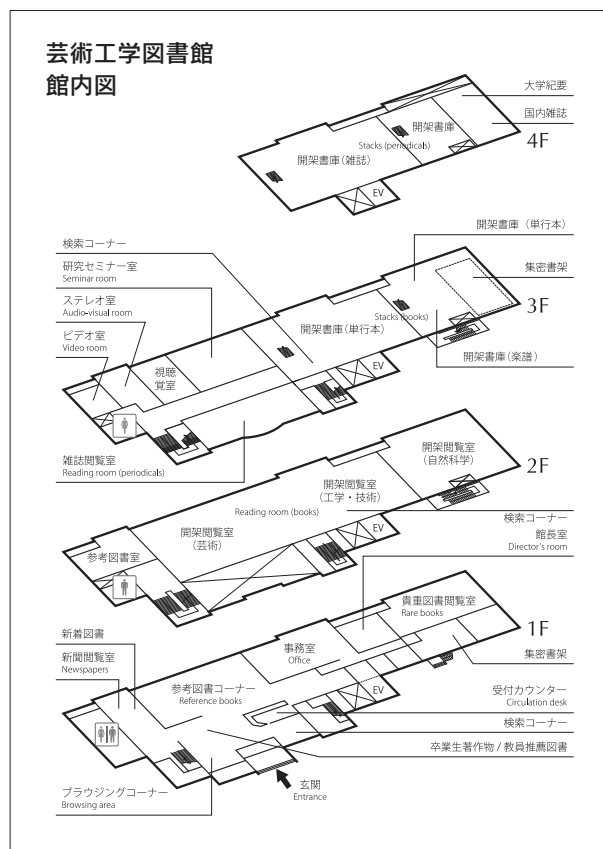 芸術工学図書館
館内図
大学紀要
国内雑誌
4F
開架書庫
Stacks (periodicals)
開架書庫(雑誌)
EV
検索コーナー
研究セミナー室
Seminar room
ステレオ室
Audio-visual room
ビデオ室
Video room
視聴
覚室
開架書庫(単行本)
集密書架
3F
開架書庫(単行本)
Stacks (books)
EV
開架書庫(楽譜)
雑誌閲覧室
Reading room (periodicals)
開架閲覧室
(自然科学)
2F
開架閲覧室
(工学・技術)
Reading room (books)
開架閲覧室
(芸術)
参考図書室
EV
検索コーナー
館長室
Director's room
貴重図書閲覧室
Rare books
1F
新着図書
新聞閲覧室
Newspapers
事務室
Office
集密書架
参考図書コーナー
Reference books
EV
受付カウンター
Circulation desk
検索コーナー
卒業生著作物 / 教員推薦図書
ブラウジングコーナー
Browsing area
玄関
Entrance